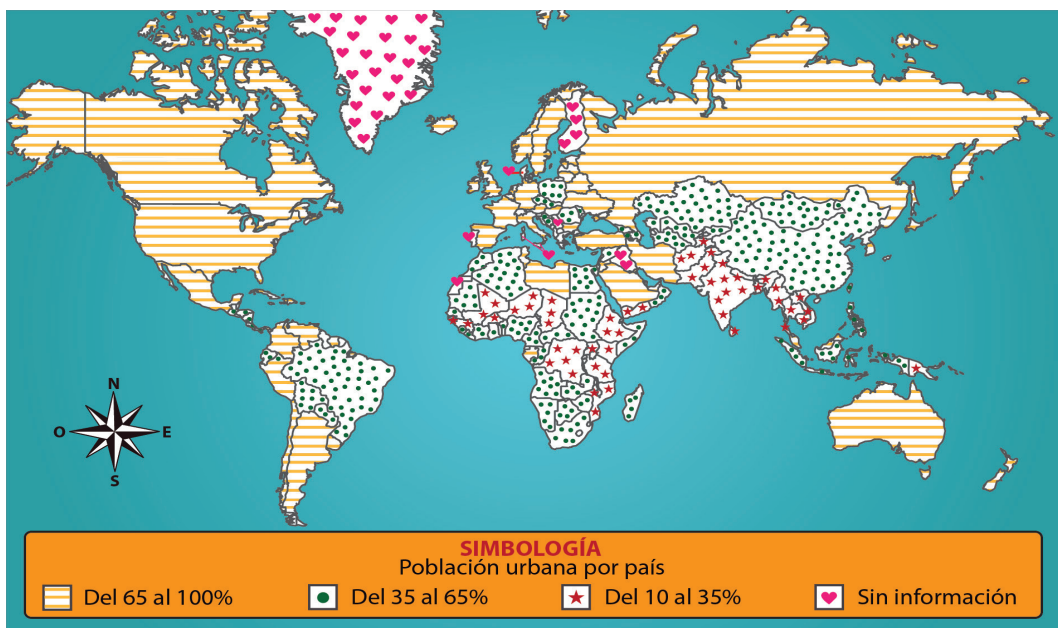 N
O
E
S
SIMBOLOGÍA
Población urbana por país
Del 65 al 100%
Del 35 al 65%
Del 10 al 35%
Sin información